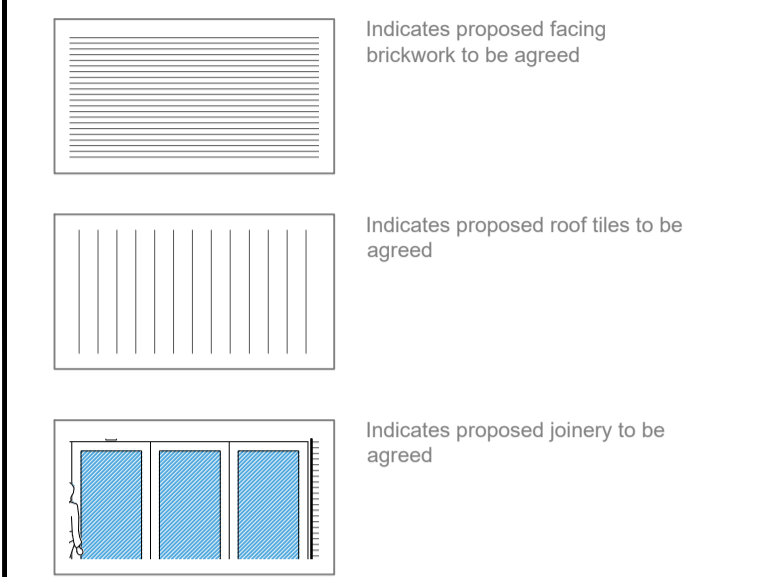 Indicates proposed facing
brickwork to be agreed
Indicates proposed roof tiles to be
agreed
Indicates proposed joinery to be
agreed